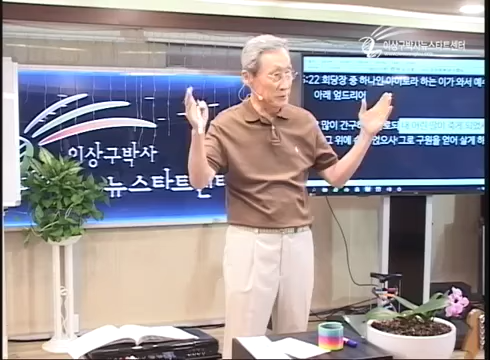 이상구박사뉴스타트센터
:22 회당장 중 하나인 야이로라 하는 이가 와서 예수
아래 엎드리어
많이 간구하
그 위에 손
으사 그로 구원을 얻어 살게 하
이상구박사
뉴스타트센터